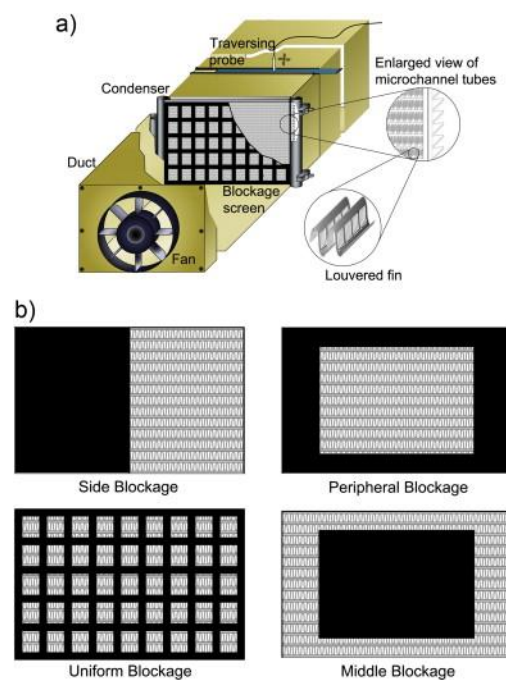 a)
Traversing
probe
Condenser
Enlarged view of
microchannel tubes
Duct
Blockage
screen
Fan
Louvered fin
b)
Side Blockage
Peripheral Blockage
Uniform Blockage
Middle Blockage